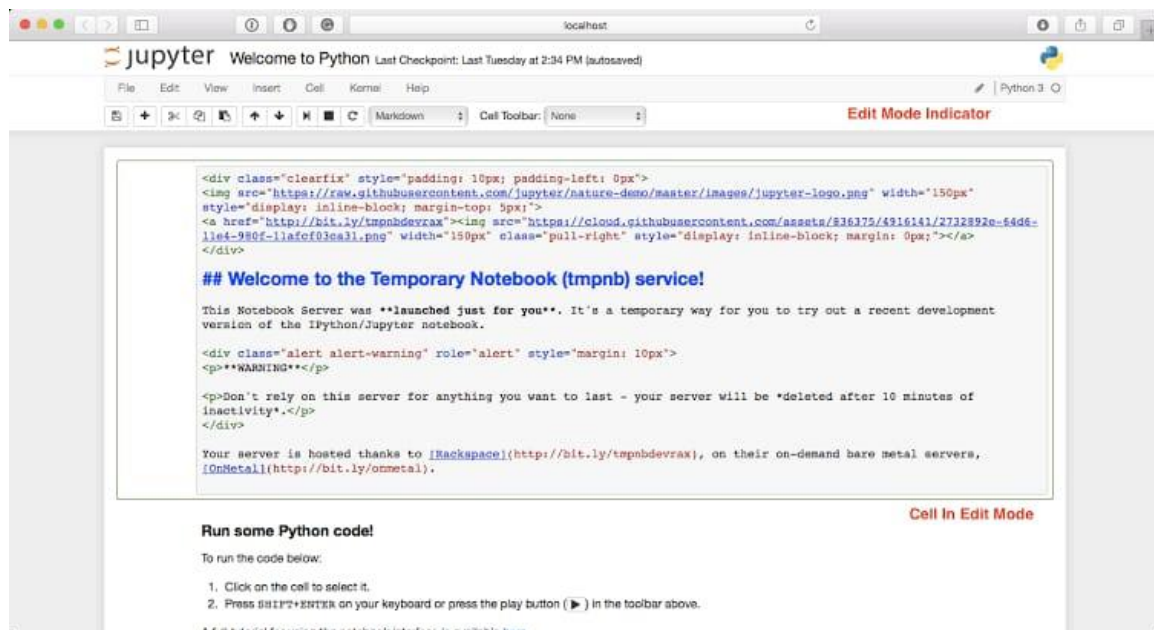 localhost
jupyter Welcome to Python Last Checkpoint: Last Tuesday at 2:34 PM (autosaved)
File Edit View Insert Cell Kernel Help Python 3
Markdown Cell Toolbar: None
Edit Mode Indicator
<div class="clearfix" style="padding: 10px; padding-left: 0px">
<img src="https://raw.githubusercontent.com/jupyter/nature-demo/master/images/jupyter-logo.png" width="150px"
style="display: inline-block; margin-top: 5px;">
<a href="http://bit.ly/tmpnbdevrax"><img src="https://cloud.githubusercontent.com/assets/836375/4916141/2732892e-64d6-
11e4-980f-11afcf03ca31.png" width="150px" class="pull-right" style="display: inline-block; margin: 0px;"></a>
</div>
## Welcome to the Temporary Notebook (tmpnb) service!
This Notebook Server was **launched just for you**. It's a temporary way for you to try out a recent development
version of the IPython/Jupyter notebook.
<div class="alert alert-warning" role="alert" style="margin: 10px">
<p>**WARNING**</p>
<p>Don't rely on this server for anything you want to last - your server will be *deleted after 10 minutes of
inactivity*.</p>
</div>
Your server is hosted thanks to [Rackspace](http://bit.ly/tmpnbdevrax), on their on-demand bare metal servers,
[OnMetal](http://bit.ly/onmetal).
Cell In Edit Mode
Run some Python code!
To run the code below:
1. Click on the cell to select it.
2. Press SHIFT+ENTER on your keyboard or press the play button (▶) in the toolbar above.